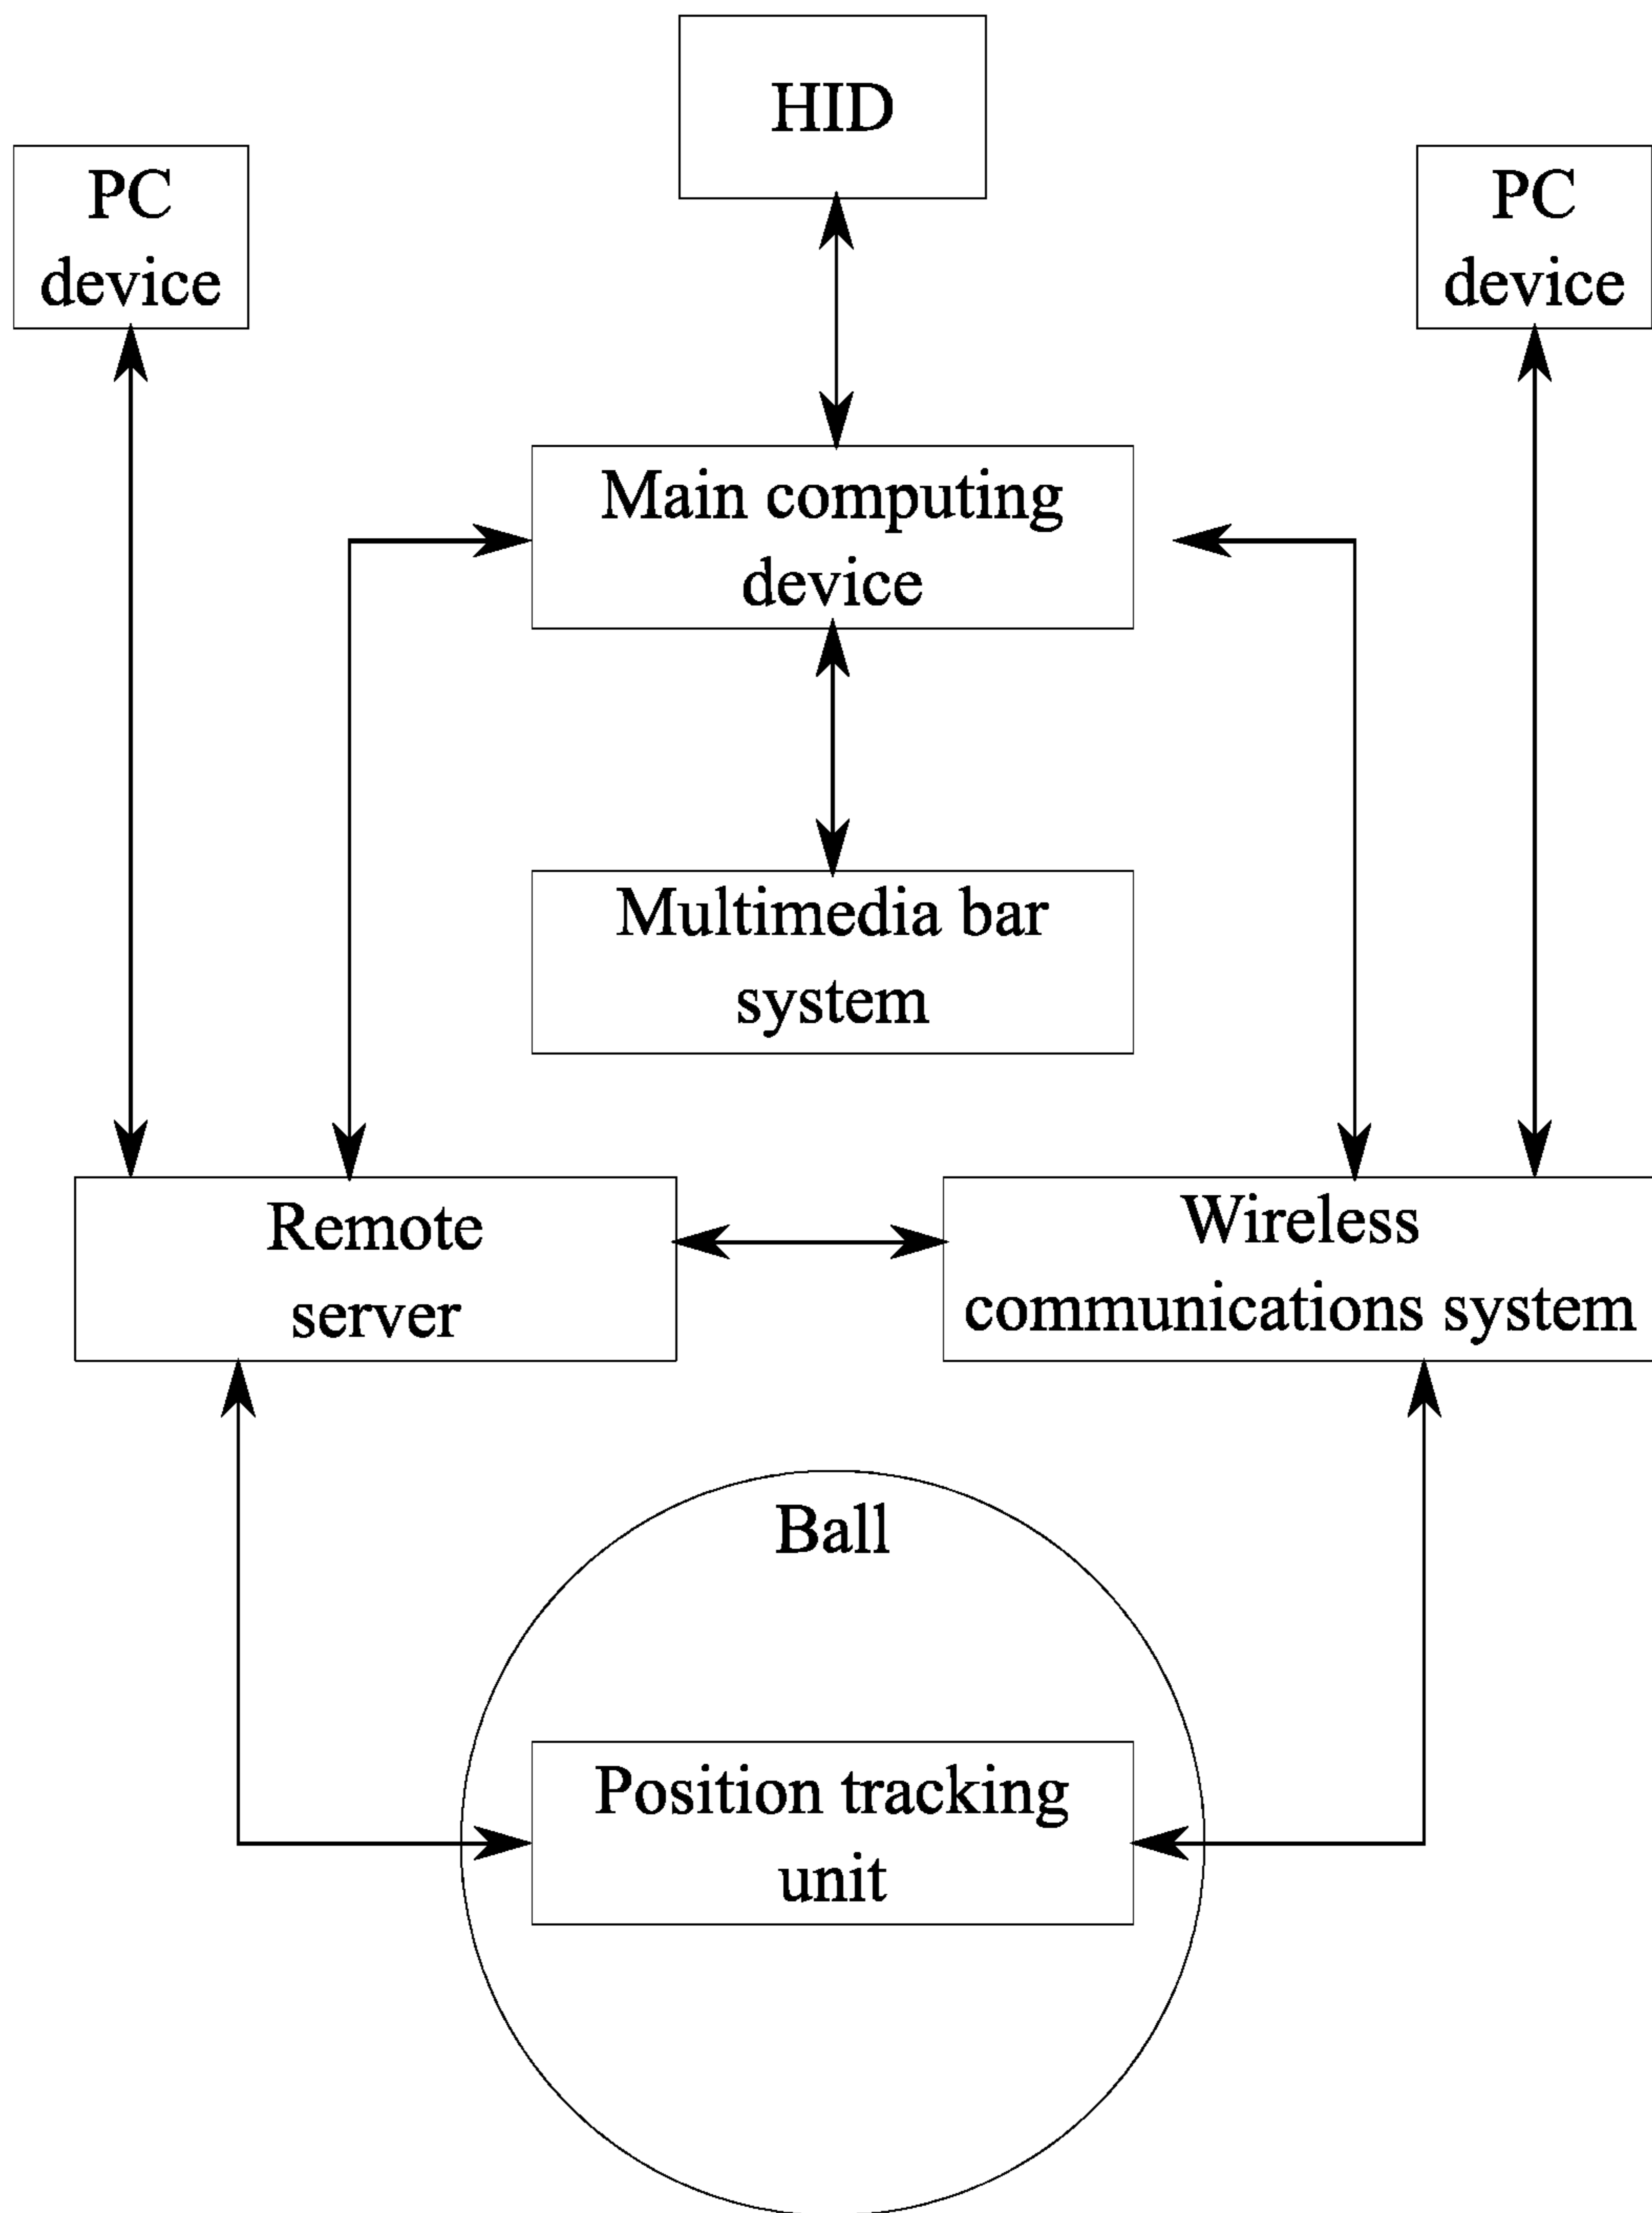 HID
PC
device
PC
device
Main computing
device
Multimedia bar
system
Remote
server
Wireless
communications system
Ball
Position tracking
unit